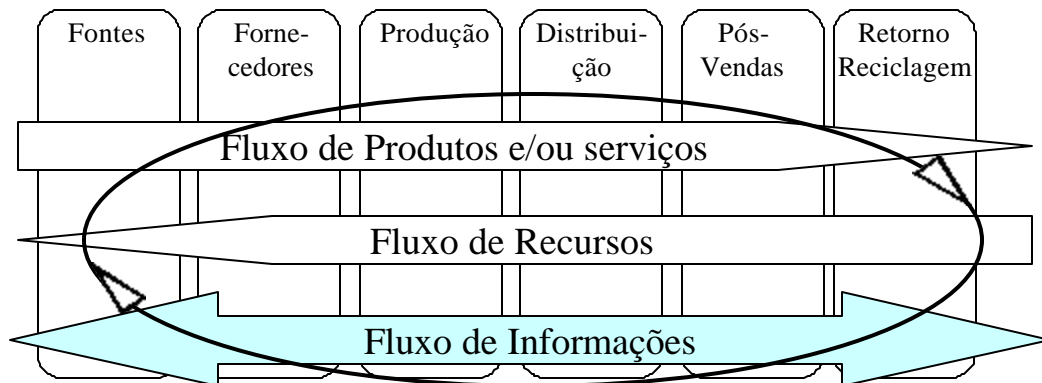 Fontes
Forne-
cedores
Produção
Distribui-
ção
Pós-
Vendas
Retorno
Reciclagem
Fluxo de Produtos e/ou serviços
Fluxo de Recursos
Fluxo de Informações